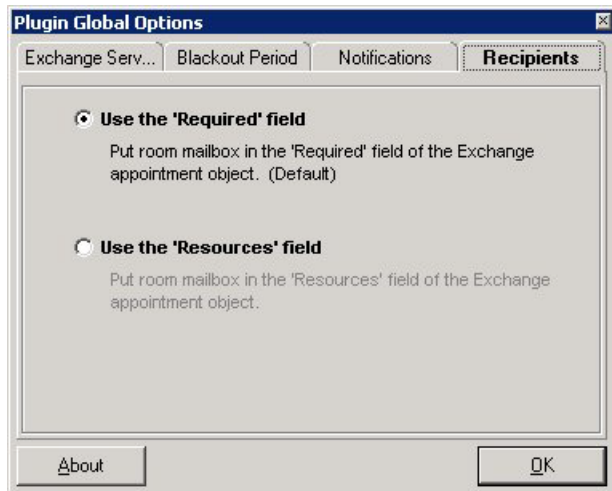 Plugin Global Options
Exchange Serv... Blackout Period Notifications Recipients
Use the 'Required' field
Put room mailbox in the 'Required' field of the Exchange
appointment object. (Default)
Use the 'Resources' field
Put room mailbox in the 'Resources' field of the Exchange
appointment object.
About OK